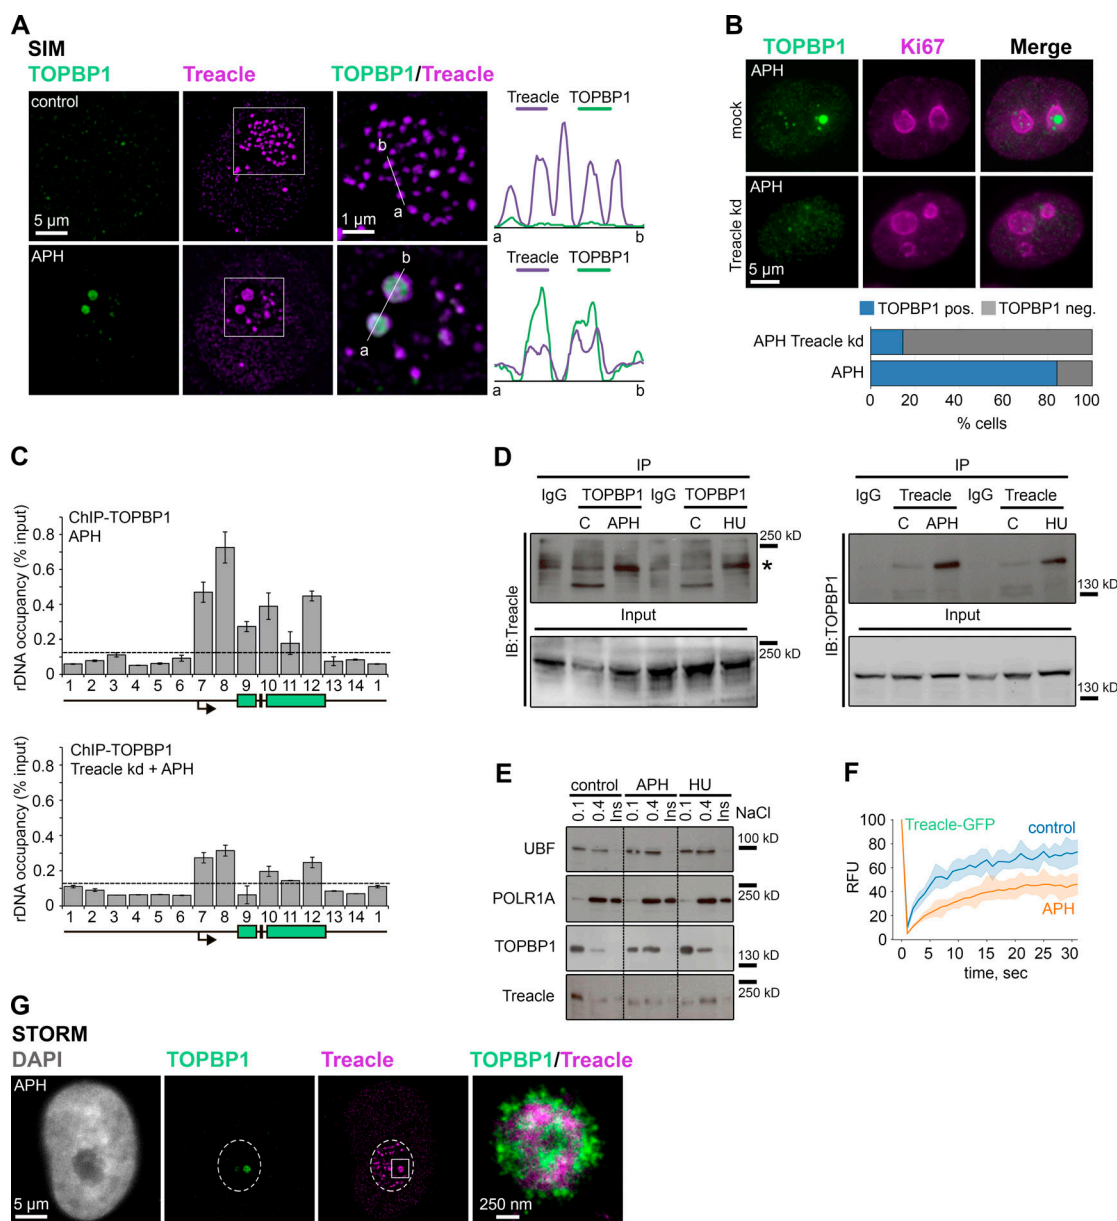 A
SIM
TOPBP1
Treacle
TOPBP1/Treacle
control
5 µm
b
a
1 µm
Treacle
TOPBP1
a
b
APH
b
a
Treacle
TOPBP1
a
b
B
TOPBP1
Ki67
Merge
APH
mock
APH
Treacle kd
5 µm
TOPBP1 pos.
TOPBP1 neg.
APH Treacle kd
APH
0 20 40 60 80 100
% cells
C
ChIP-TOPBP1
APH
rDNA occupancy (% input)
0.8
0.6
0.4
0.2
0
1 2 3 4 5 6 7 8 9 10 11 12 13 14 1
ChIP-TOPBP1
Treacle kd + APH
rDNA occupancy (% input)
0.8
0.6
0.4
0.2
0
1 2 3 4 5 6 7 8 9 10 11 12 13 14 1
D
IP
IgG TOPBP1 IgG TOPBP1
C APH C HU
250 kD
*
IB:Treacle
Input
250 kD
IP
IgG Treacle IgG Treacle
C APH C HU
130 kD
IB:TOPBP1
Input
130 kD
E
control APH HU
0.1 0.4 Ins 0.1 0.4 Ins 0.1 0.4 Ins NaCl
UBF
100 kD
POLR1A
250 kD
TOPBP1
130 kD
Treacle
250 kD
F
Treacle-GFP
control
APH
RFU
100
80
60
40
20
0
0 5 10 15 20 25 30
time, sec
G
STORM
DAPI
TOPBP1
Treacle
TOPBP1/Treacle
APH
5 µm
250 nm